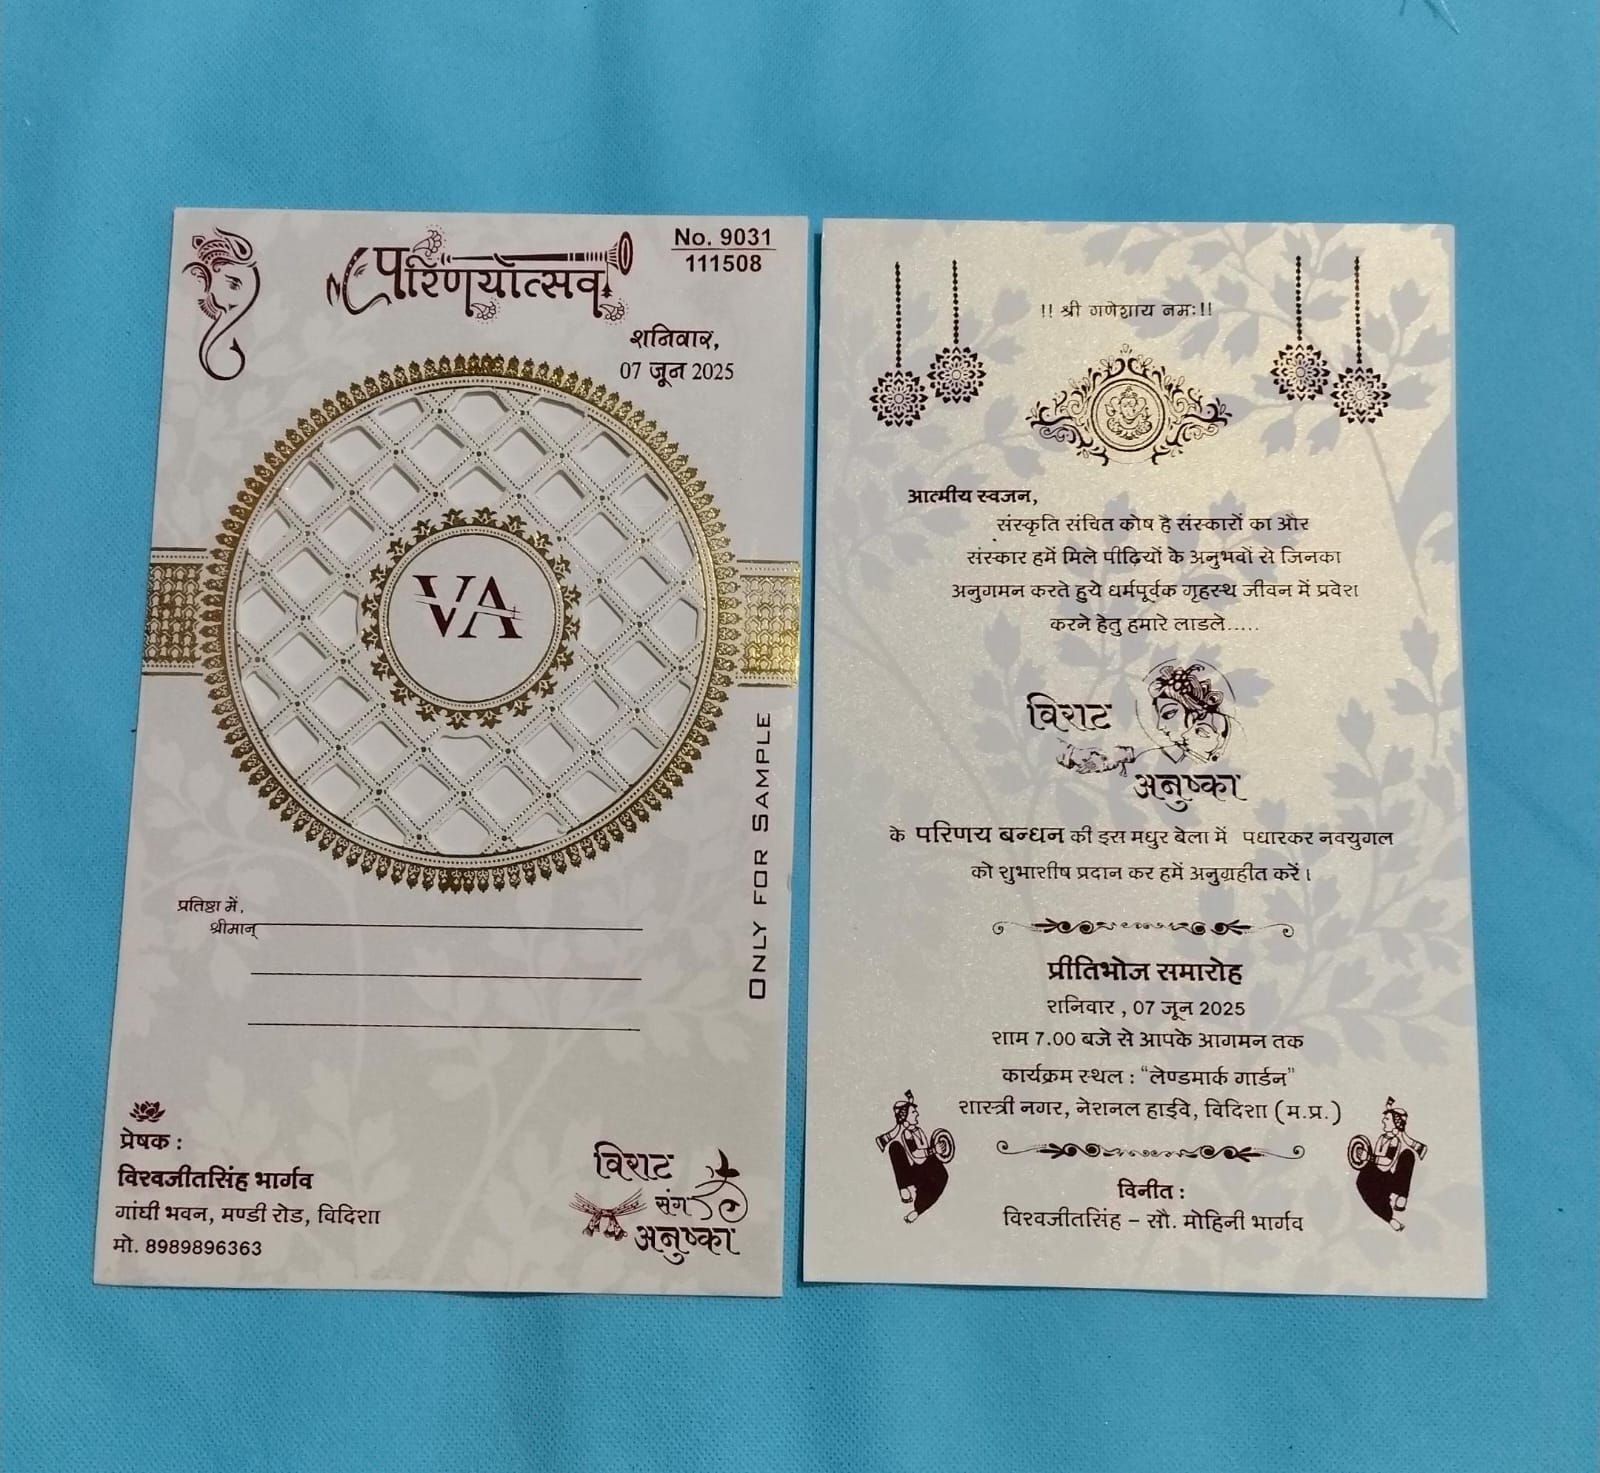 परिणयोत्सव
No. 9031
111508
शनिवार,
07 जून 2025
VA
ONLY FOR SAMPLE
प्रतिष्ठा में,
श्रीमान्
प्रेषक :
विश्वजीतसिंह भार्गव
गांघी भवन, मण्डी रोड, विदिशा
मो. 8989896363
विराट
संग
अनुष्का
!! श्री गणेशाय नमः!!
आत्मीय स्वजन,
संस्कृति संचित कोष है संस्कारों का और
संस्कार हमें मिले पीढ़ियों के अनुभवों से जिनका
अनुगमन करते हुये धर्मपूर्वक गृहस्थ जीवन में प्रवेश
करने हेतु हमारे लाडले.....
विराट
अनुष्का
के परिणय बन्धन की इस मधुर बेला में पधारकर नवयुगल
को शुभाशीष प्रदान कर हमें अनुग्रहीत करें।
प्रीतिभोज समारोह
शनिवार , 07 जून 2025
शाम 7.00 बजे से आपके आगमन तक
कार्यक्रम स्थल : "लेण्डमार्क गार्डन"
शास्त्री नगर, नेशनल हाईवे, विदिशा (म.प्र.)
विनीत :
विश्वजीतसिंह – सौ. मोहिनी भार्गव